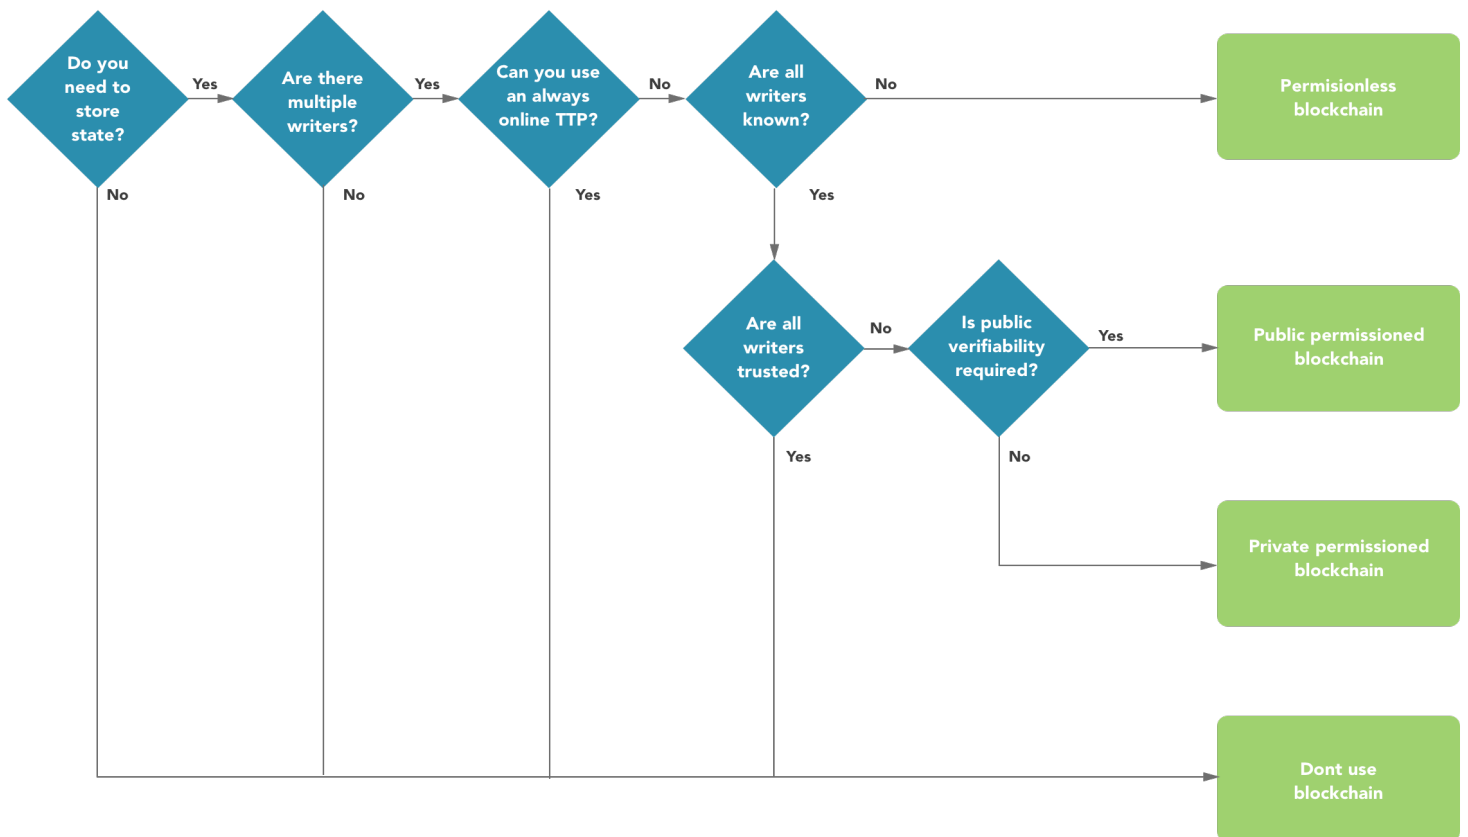 Do you
need to
store
state?
Yes
Are there
multiple
writers?
Yes
Can you use
an always
online TTP?
No
Are all
writers
known?
No
Permisionless
blockchain
No
No
Yes
Yes
Are all
writers
trusted?
No
Is public
verifiability
required?
Yes
Public permissioned
blockchain
Yes
No
Private permissioned
blockchain
Dont use
blockchain